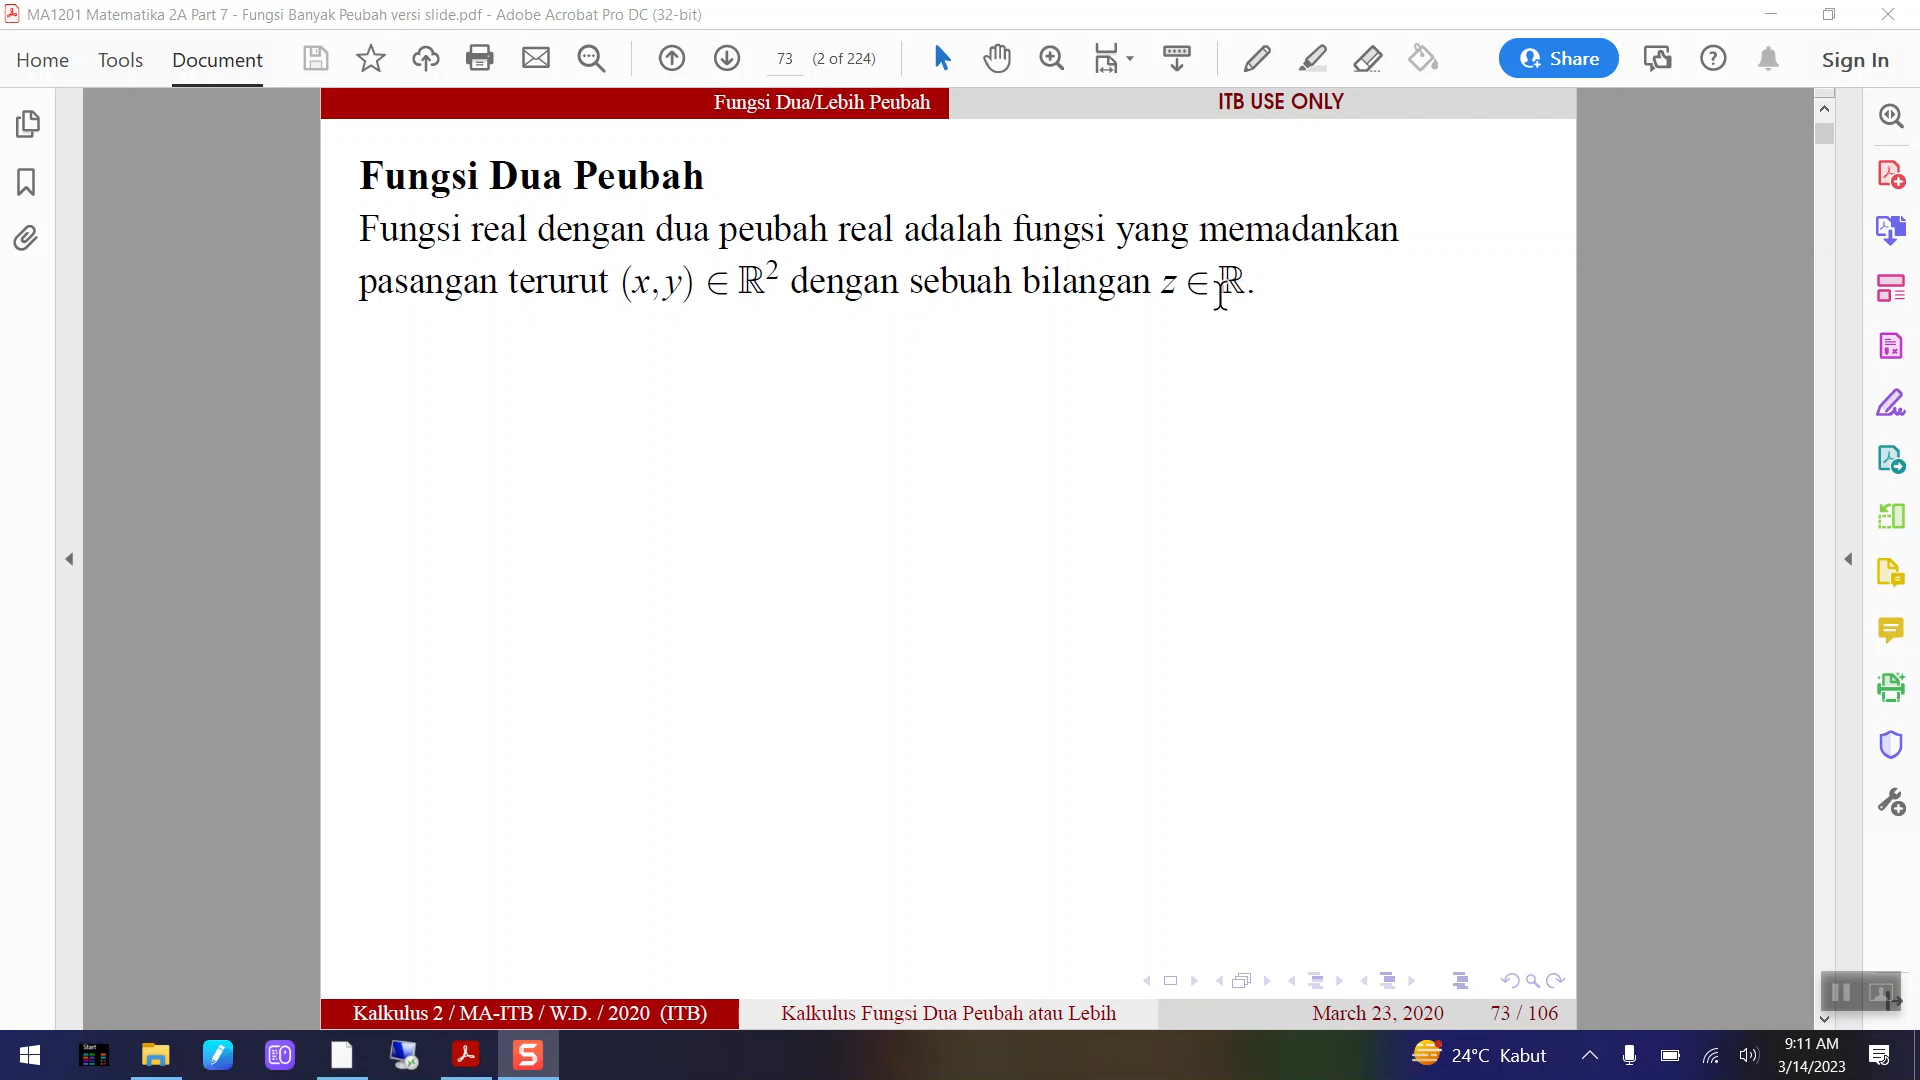 MA1201 Matematika 2A Part 7 - Fungsi Banyak Peubah versi slide.pdf - Adobe Acrobat Pro DC (32-bit)
Home Tools Document 73 (2 of 224) Share Sign In
Fungsi Dua/Lebih Peubah ITB USE ONLY
Fungsi Dua Peubah
Fungsi real dengan dua peubah real adalah fungsi yang memadankan
pasangan terurut (x, y) ∈ ℝ² dengan sebuah bilangan z ∈ ℝ.
Kalkulus 2 / MA-ITB / W.D. / 2020 (ITB) Kalkulus Fungsi Dua Peubah atau Lebih March 23, 2020 73 / 106
Start
24°C Kabut
9:11 AM
3/14/2023